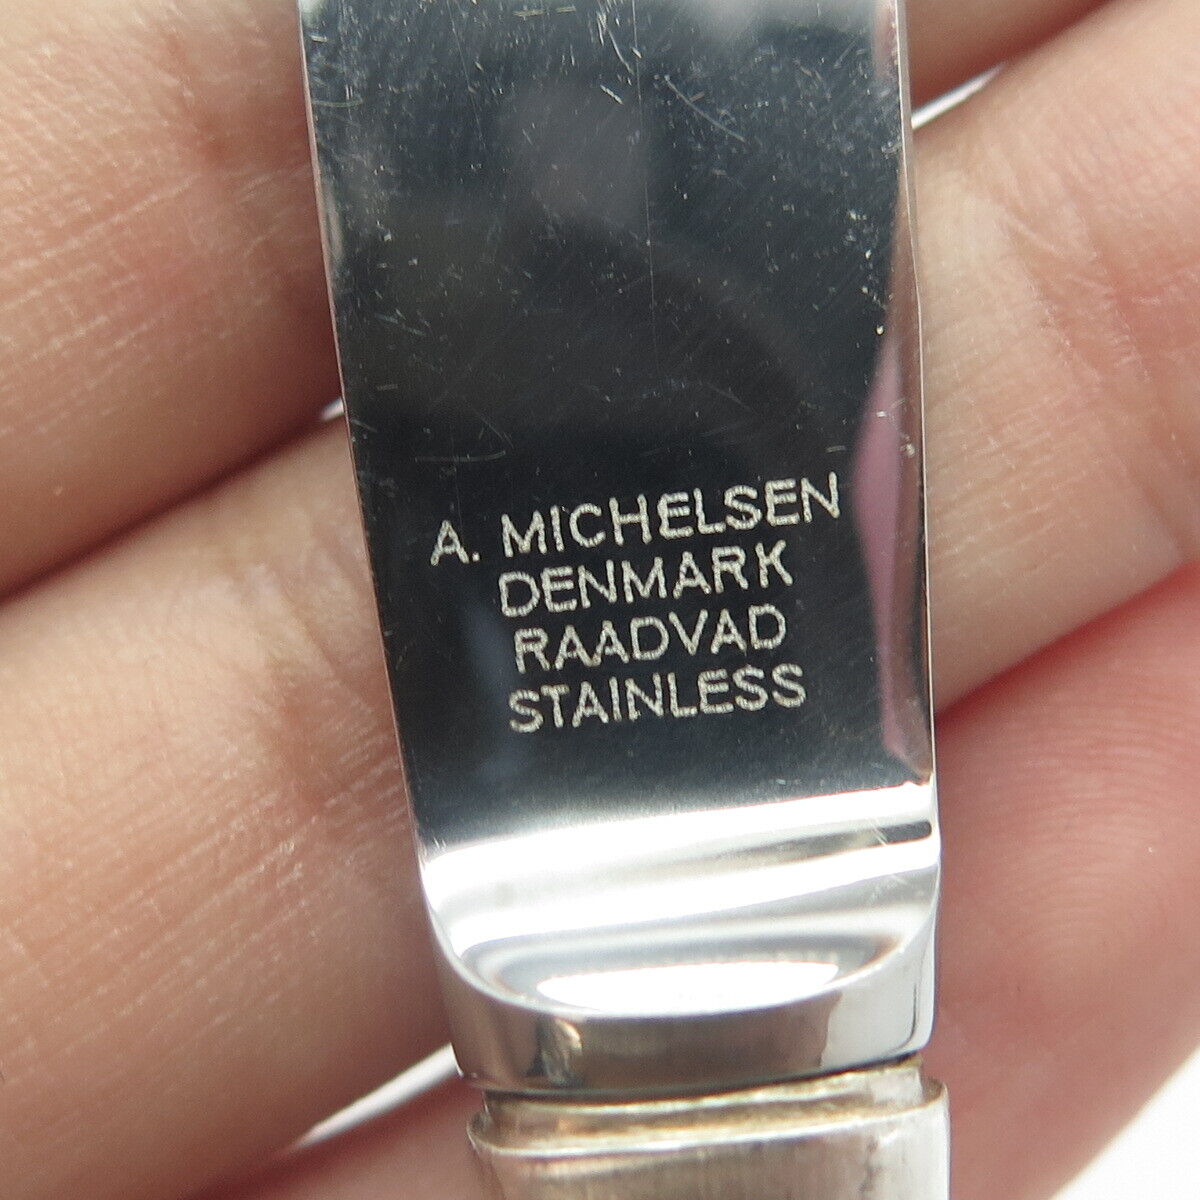 A. MICHELSEN
DENMARK
RAADVAD
STAINLESS